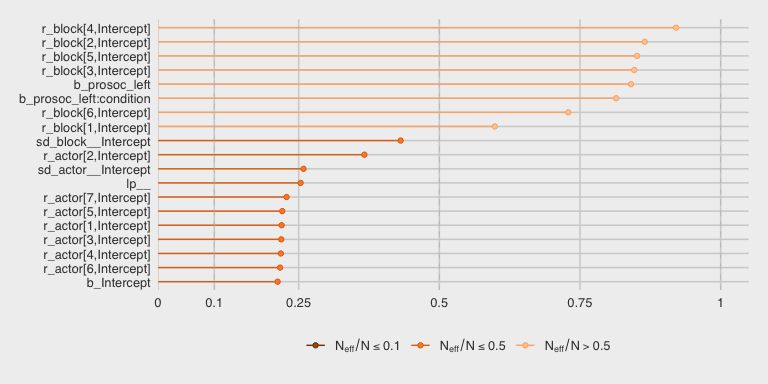 r_block[4,Intercept]
r_block[2,Intercept]
r_block[5,Intercept]
r_block[3,Intercept]
b_prosoc_left
b_prosoc_left:condition
r_block[6,Intercept]
r_block[1,Intercept]
sd_block__Intercept
r_actor[2,Intercept]
sd_actor__Intercept
lp__
r_actor[7,Intercept]
r_actor[5,Intercept]
r_actor[1,Intercept]
r_actor[3,Intercept]
r_actor[4,Intercept]
r_actor[6,Intercept]
b_Intercept
0 0.1 0.25 0.5 0.75 1
Neff/N ≤ 0.1 Neff/N ≤ 0.5 Neff/N > 0.5